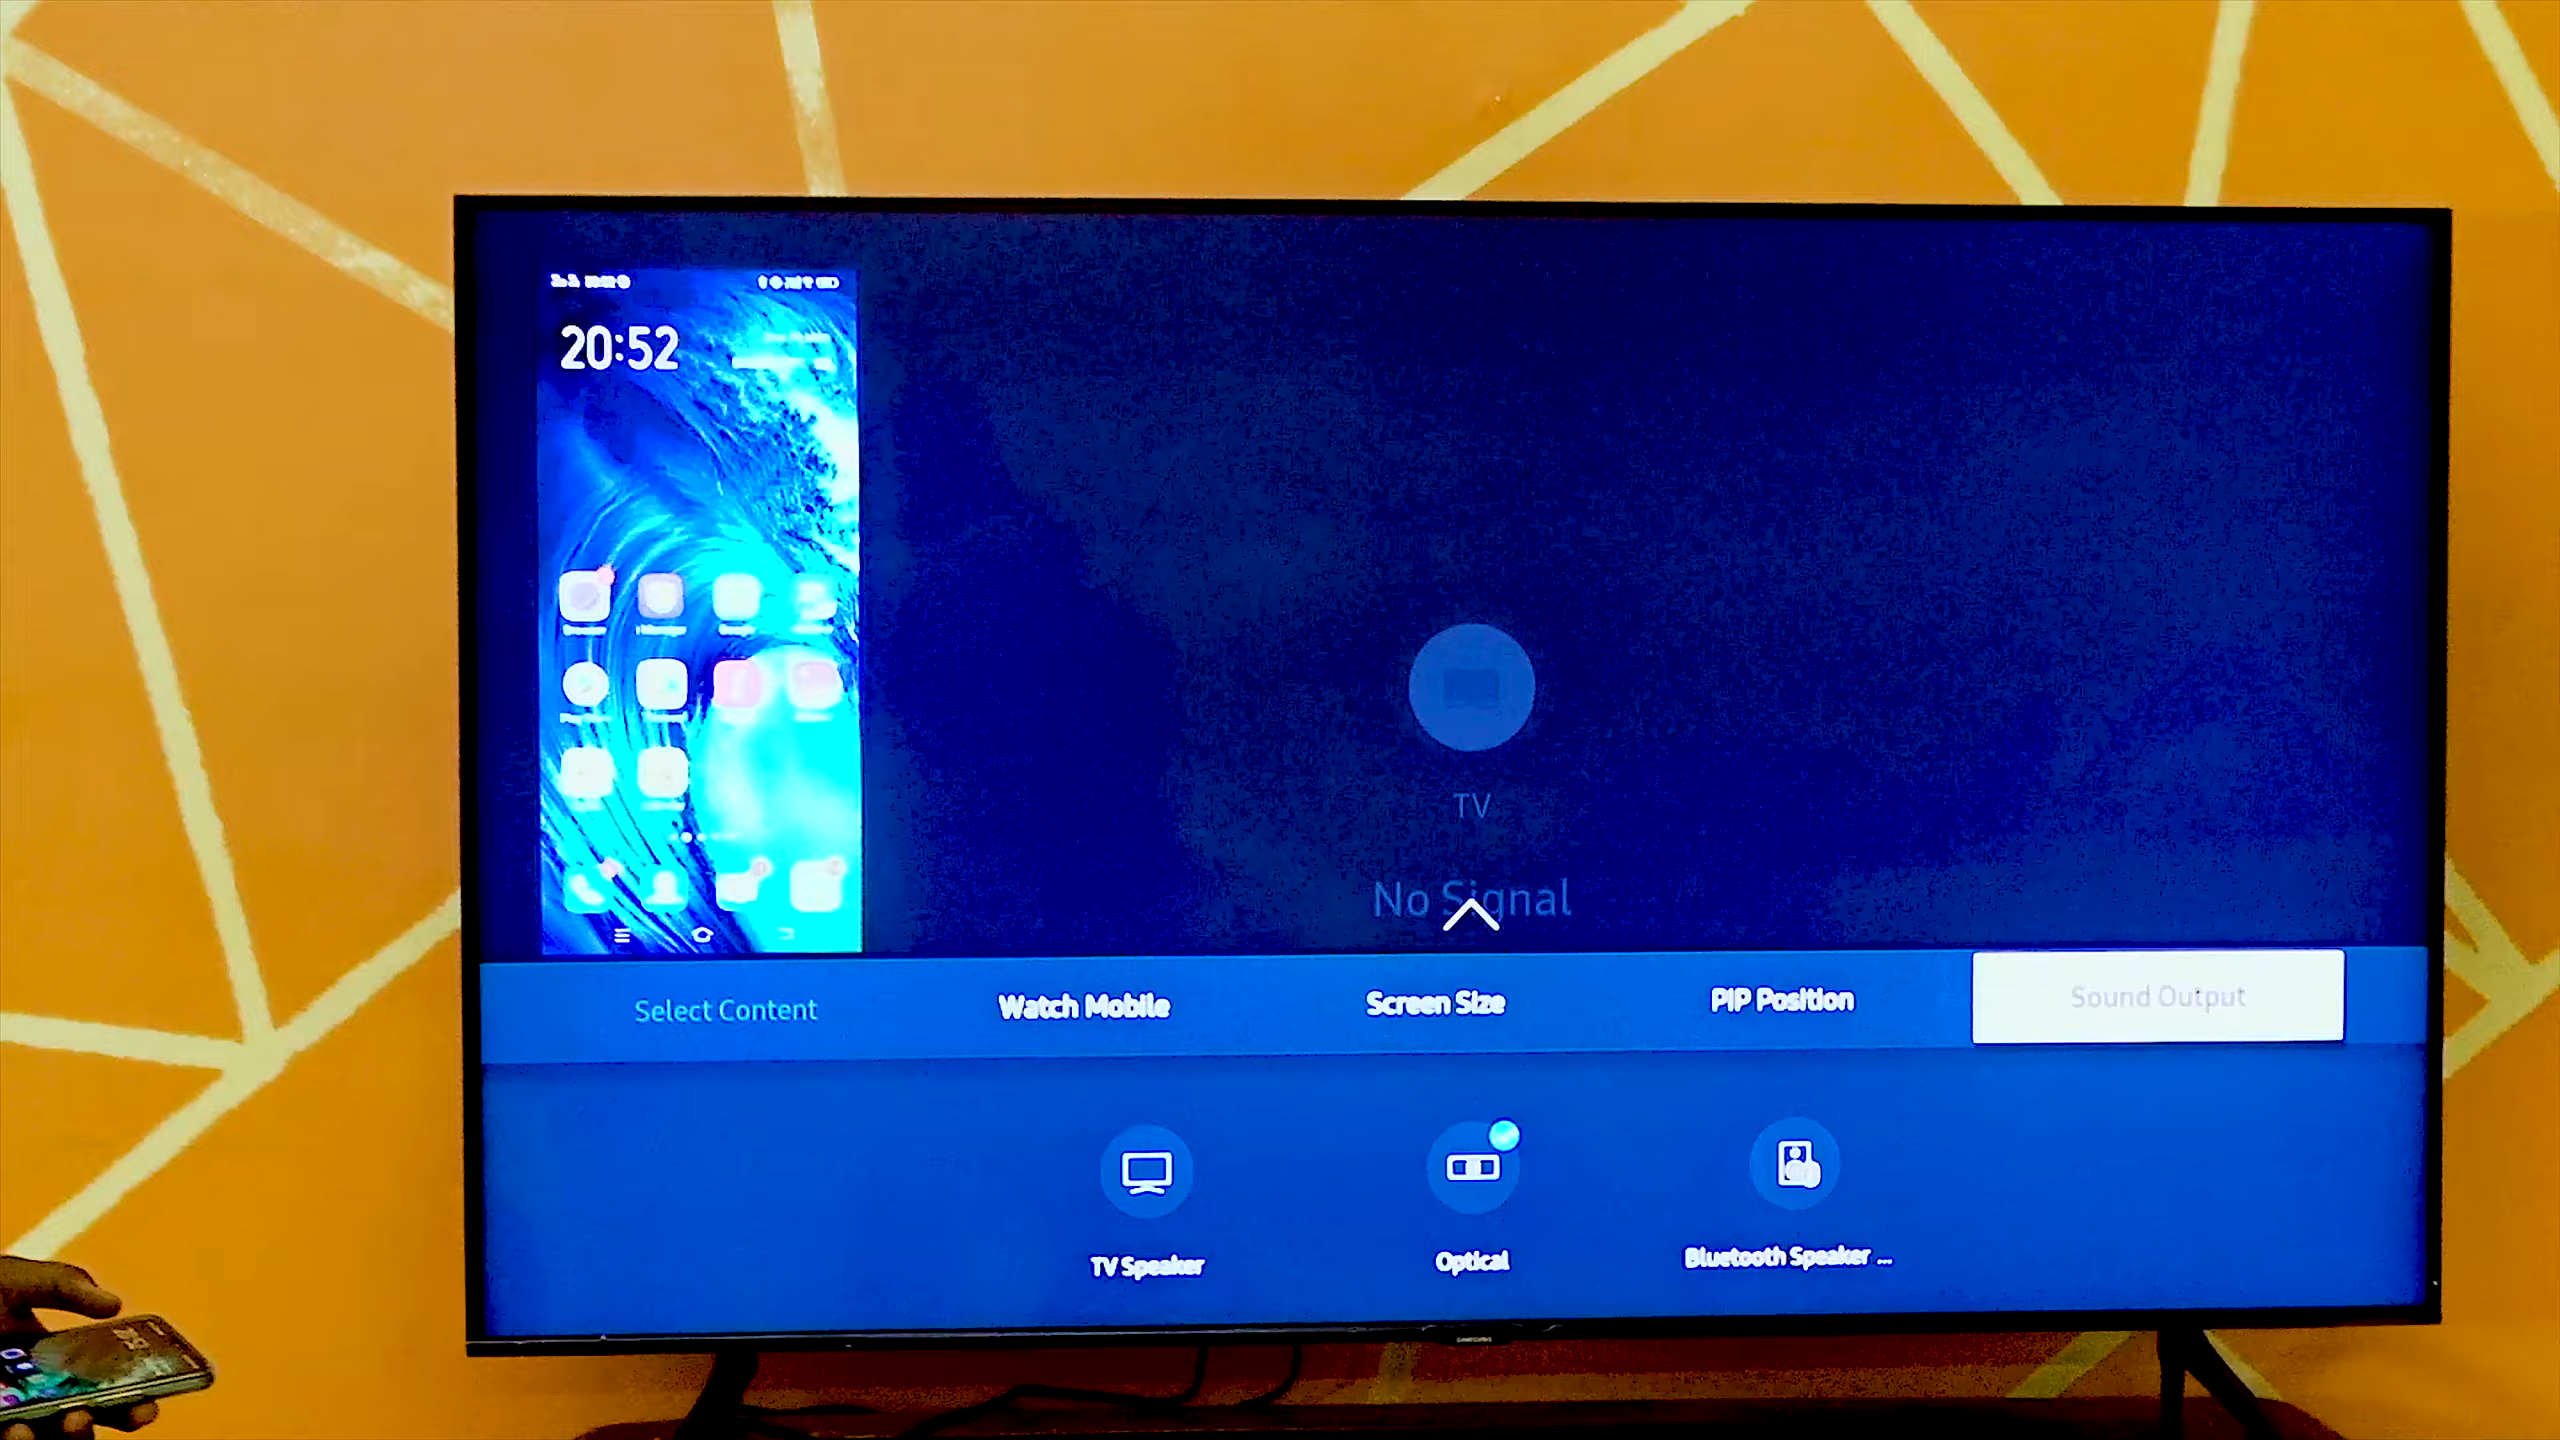 20:52
TV
No Signal
Select Content
Watch Mobile
Screen Size
PIP Position
Sound Output
TV Speaker
Optical
Bluetooth Speaker ...
SAMSUNG